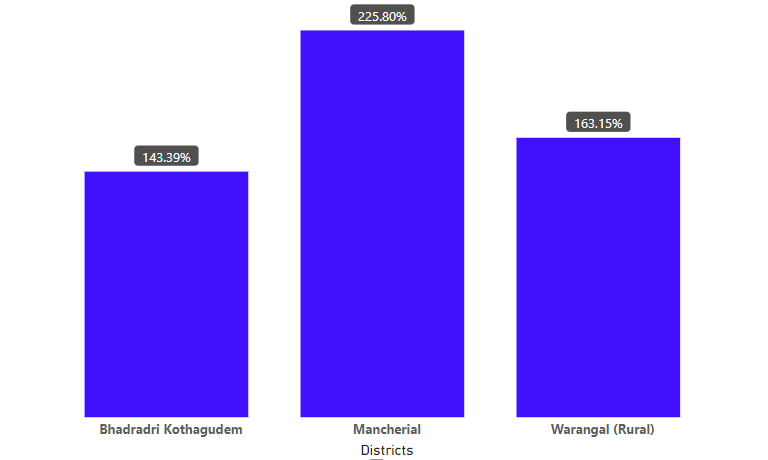 225.80%
163.15%
143.39%
Bhadradri Kothagudem
Mancherial
Warangal (Rural)
Districts